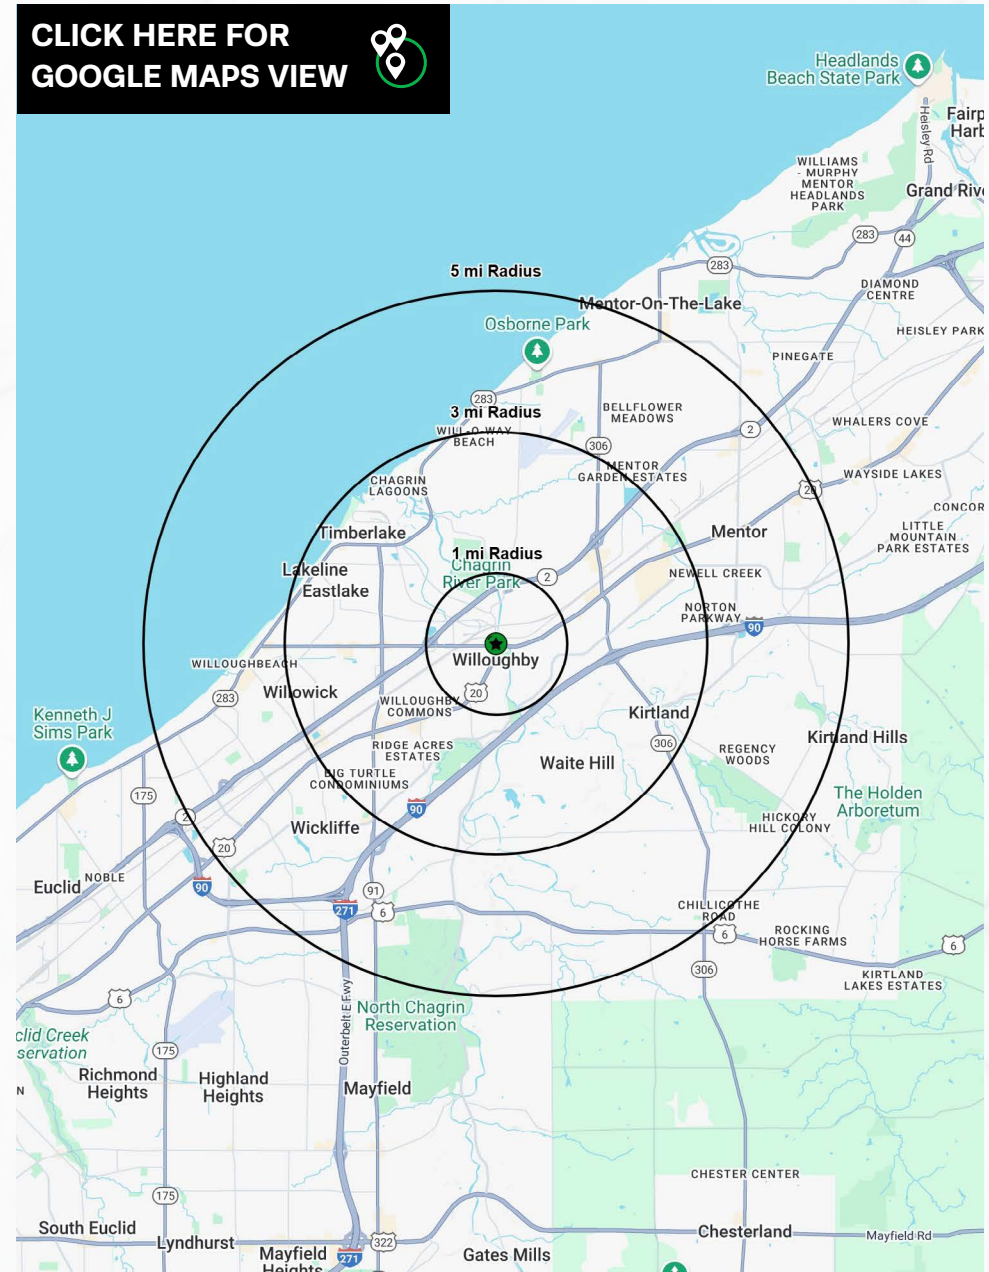 CLICK HERE FOR
GOOGLE MAPS VIEW
Headlands
Beach State Park
Heisley Rd
Fairp
Harb
WILLIAMS
- MURPHY
MENTOR
HEADLANDS
PARK
Grand Rive
283
44
283
5 mi Radius
DIAMOND
CENTRE
Mentor-On-The-Lake
Osborne Park
HEISLEY PARK
PINEGATE
283
3 mi Radius
BELLFLOWER
MEADOWS
WHALERS COVE
WILL-O-WAY
BEACH
2
306
MENTOR
GARDEN ESTATES
WAYSIDE LAKES
CHAGRIN
LAGOONS
20
CONCOR
Timberlake
Mentor
LITTLE
MOUNTAIN
PARK ESTATES
1 mi Radius
Chagrin
River Park
2
Lakeline
Eastlake
NEWELL CREEK
NORTON
PARKWAY
90
Willoughby
WILLOUGHBEACH
283
Willowick
20
WILLOUGHBY
COMMONS
Kirtland
Kenneth J
Sims Park
306
Kirtland Hills
RIDGE ACRES
ESTATES
REGENCY
WOODS
Waite Hill
BIG TURTLE
CONDOMINIUMS
175
90
The Holden
Arboretum
2
Wickliffe
HICKORY
HILL COLONY
20
Euclid
NOBLE
90
91
271
6
CHILLICOTHE
ROAD
6
ROCKING
HORSE FARMS
6
306
KIRTLAND
LAKES ESTATES
6
Outerbelt E Fwy
North Chagrin
Reservation
clid Creek
servation
175
Richmond
Heights
Highland
Heights
Mayfield
N
CHESTER CENTER
175
South Euclid
Lyndhurst
322
Mayfield
Heights
271
Gates Mills
Chesterland
Mayfield Rd